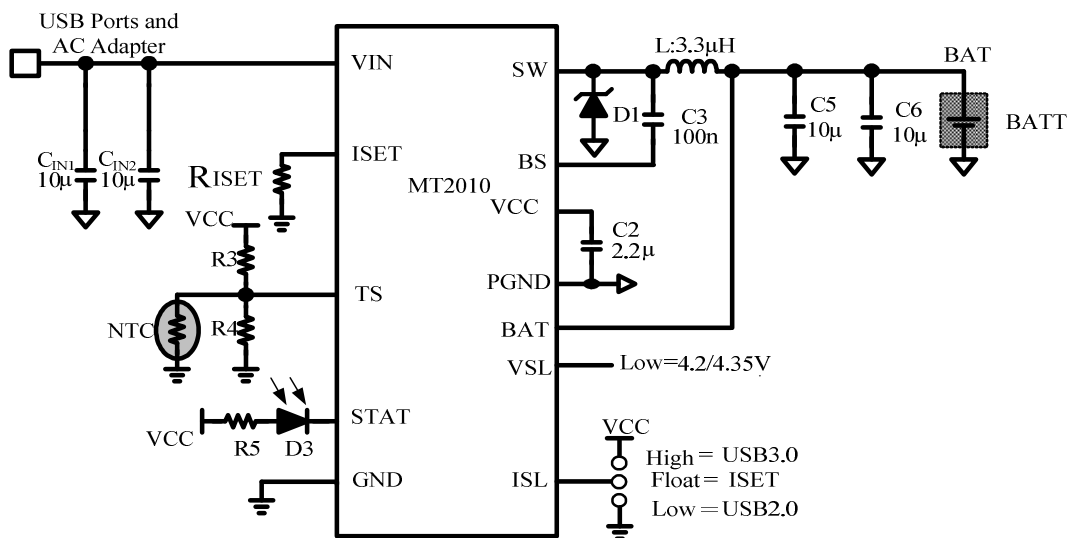 USB Ports and
AC Adapter
VIN
CIN1
10μ
CIN2
10μ
ISET
RISET
VCC
R3
TS
NTC
R4
STAT
VCC
R5
D3
GND
MT2010
SW
L:3.3μH
D1
C3
100n
BS
VCC
C2
2.2μ
PGND
BAT
VSL
Low=4.2/4.35V
ISL
VCC
High = USB3.0
Float= ISET
Low =USB2.0
C5
10μ
C6
10μ
BAT
BATT